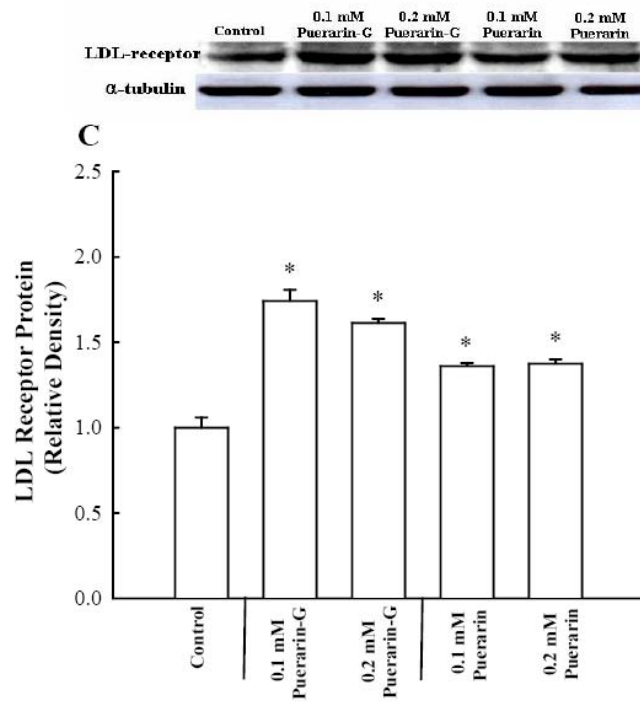 Control
0.1 mM
Puerarin-G
0.2 mM
Puerarin-G
0.1 mM
Puerarin
0.2 mM
Puerarin
LDL-receptor
α-tubulin
C
LDL Receptor Protein
(Relative Density)
2.5
2.0
1.5
1.0
0.5
0.0
*
*
*
*
Control
0.1 mM
Puerarin-G
0.2 mM
Puerarin-G
0.1 mM
Puerarin
0.2 mM
Puerarin